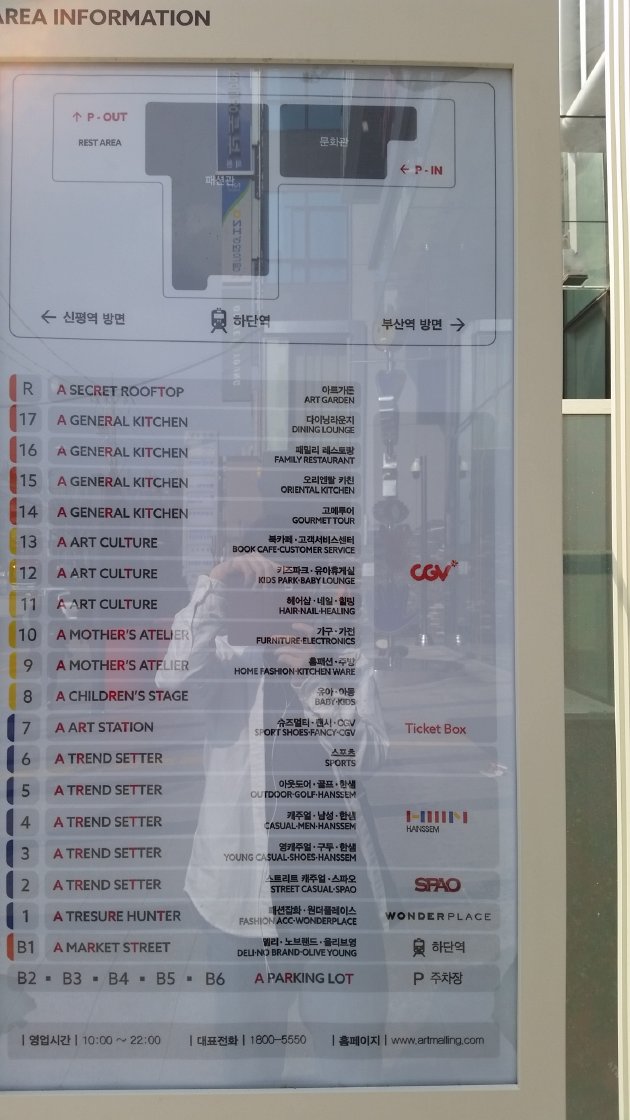 AREA INFORMATION
↑ P - OUT
REST AREA
패션관
문화관
← P - IN
← 신평역 방면
하단역
부산역 방면 →
R A SECRET ROOFTOP 아트가든
ART GARDEN
17 A GENERAL KITCHEN 다이닝라운지
DINING LOUNGE
16 A GENERAL KITCHEN 패밀리 레스토랑
FAMILY RESTAURANT
15 A GENERAL KITCHEN 오리엔탈 키친
ORIENTAL KITCHEN
14 A GENERAL KITCHEN 고메투어
GOURMET TOUR
13 A ART CULTURE 북카페·고객서비스센터
BOOK CAFE·CUSTOMER SERVICE
12 A ART CULTURE 키즈파크·유아휴게실
KIDS PARK·BABY LOUNGE
CGV
11 A ART CULTURE 헤어샵·네일·힐링
HAIR·NAIL·HEALING
10 A MOTHER'S ATELIER 가구·가전
FURNITURE·ELECTRONICS
9 A MOTHER'S ATELIER 홈패션·주방
HOME FASHION·KITCHEN WARE
8 A CHILDREN'S STAGE 유아·아동
BABY·KIDS
7 A ART STATION 슈즈멀티·팬시·CGV
SPORT SHOES·FANCY·CGV
Ticket Box
6 A TREND SETTER 스포츠
SPORTS
5 A TREND SETTER 아웃도어·골프·한샘
OUTDOOR·GOLF·HANSSEM
4 A TREND SETTER 캐주얼·남성·한샘
CASUAL·MEN·HANSSEM
HANSSEM
3 A TREND SETTER 영캐주얼·구두·한샘
YOUNG CASUAL·SHOES·HANSSEM
2 A TREND SETTER 스트리트 캐주얼·스파오
STREET CASUAL·SPAO
SPAO
1 A TRESURE HUNTER 패션잡화·원더플레이스
FASHION ACC·WONDERPLACE
WONDERPLACE
B1 A MARKET STREET 델리·노브랜드·올리브영
DELI·NO BRAND·OLIVE YOUNG
하단역
B2 ▪ B3 ▪ B4 ▪ B5 ▪ B6 A PARKING LOT P 주차장
| 영업시간 | 10:00 ~ 22:00 | 대표전화 | 1800-5550 | 홈페이지 | www.artmalling.com